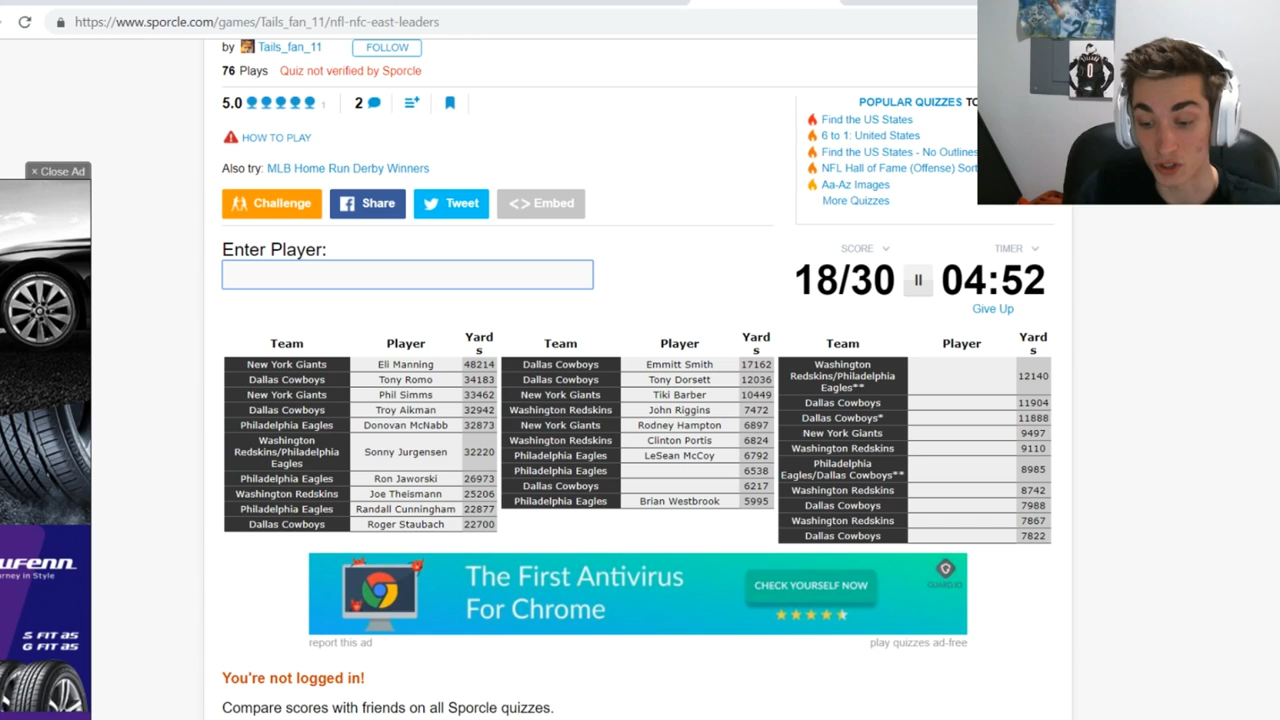 https://www.sporcle.com/games/Tails_fan_11/nfl-nfc-east-leaders
by Tails_fan_11 FOLLOW
76 Plays Quiz not verified by Sporcle
5.0 1 2
HOW TO PLAY
Also try: MLB Home Run Derby Winners
Challenge Share Tweet <> Embed
POPULAR QUIZZES
Find the US States
6 to 1: United States
Find the US States - No Outlines
NFL Hall of Fame (Offense)
Aa-Az Images
More Quizzes
× Close Ad
Enter Player:
SCORE TIMER
18/30 04:52
Give Up
Team Player Yard
s
New York Giants Eli Manning 48214
Dallas Cowboys Tony Romo 34183
New York Giants Phil Simms 33462
Dallas Cowboys Troy Aikman 32942
Philadelphia Eagles Donovan McNabb 32873
Washington
Redskins/Philadelphia
Eagles Sonny Jurgensen 32220
Philadelphia Eagles Ron Jaworski 26973
Washington Redskins Joe Theismann 25206
Philadelphia Eagles Randall Cunningham 22877
Dallas Cowboys Roger Staubach 22700
Team Player Yard
s
Dallas Cowboys Emmitt Smith 17162
Dallas Cowboys Tony Dorsett 12036
New York Giants Tiki Barber 10449
Washington Redskins John Riggins 7472
New York Giants Rodney Hampton 6897
Washington Redskins Clinton Portis 6824
Philadelphia Eagles LeSean McCoy 6792
Philadelphia Eagles 6538
Dallas Cowboys 6217
Philadelphia Eagles Brian Westbrook 5995
Team Player Yard
s
Washington
Redskins/Philadelphia
Eagles** 12140
Dallas Cowboys 11904
Dallas Cowboys* 11888
New York Giants 9497
Washington Redskins 9110
Philadelphia
Eagles/Dallas Cowboys** 8985
Washington Redskins 8742
Dallas Cowboys 7988
Washington Redskins 7867
Dallas Cowboys 7822
The First Antivirus
For Chrome
CHECK YOURSELF NOW
GUARDIO
report this ad play quizzes ad-free
You're not logged in!
Compare scores with friends on all Sporcle quizzes.
ourney in Style
S FIT as
G FIT as
0